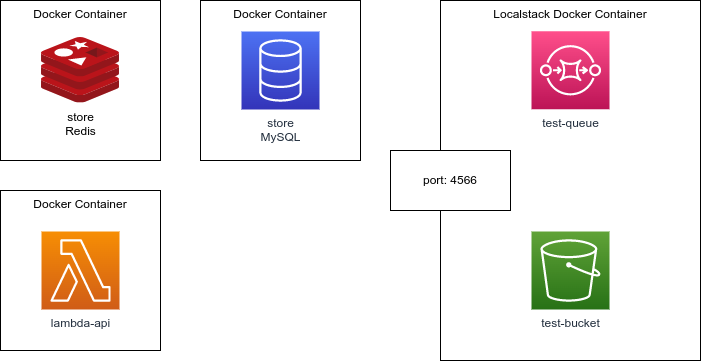 Docker Container
store
Redis
Docker Container
store
MySQL
Localstack Docker Container
test-queue
port: 4566
Docker Container
lambda-api
test-bucket